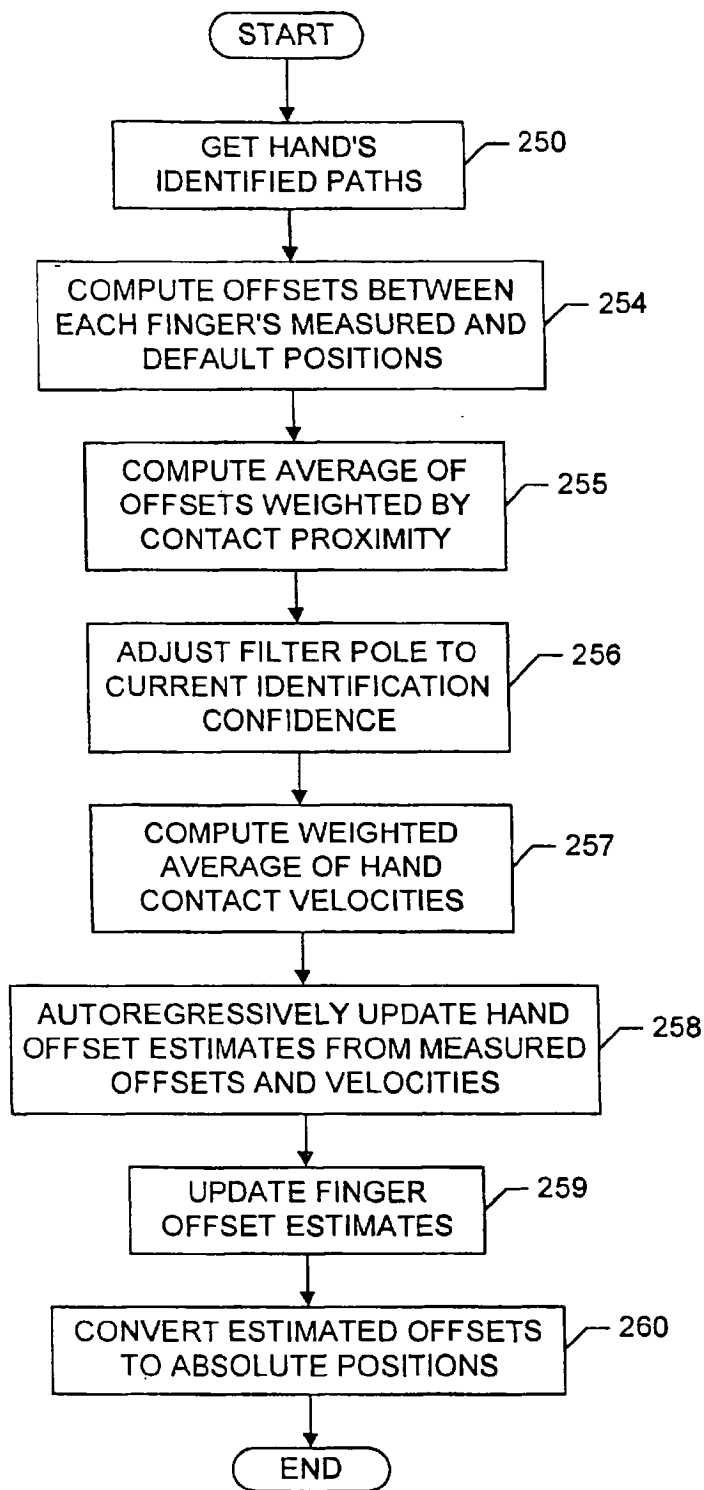 START
GET HAND'S
IDENTIFIED PATHS
250
COMPUTE OFFSETS BETWEEN
EACH FINGER'S MEASURED AND
DEFAULT POSITIONS
254
COMPUTE AVERAGE OF
OFFSETS WEIGHTED BY
CONTACT PROXIMITY
255
ADJUST FILTER POLE TO
CURRENT IDENTIFICATION
CONFIDENCE
256
COMPUTE WEIGHTED
AVERAGE OF HAND
CONTACT VELOCITIES
257
AUTOREGRESSIVELY UPDATE HAND
OFFSET ESTIMATES FROM MEASURED
OFFSETS AND VELOCITIES
258
UPDATE FINGER
OFFSET ESTIMATES
259
CONVERT ESTIMATED OFFSETS
TO ABSOLUTE POSITIONS
260
END